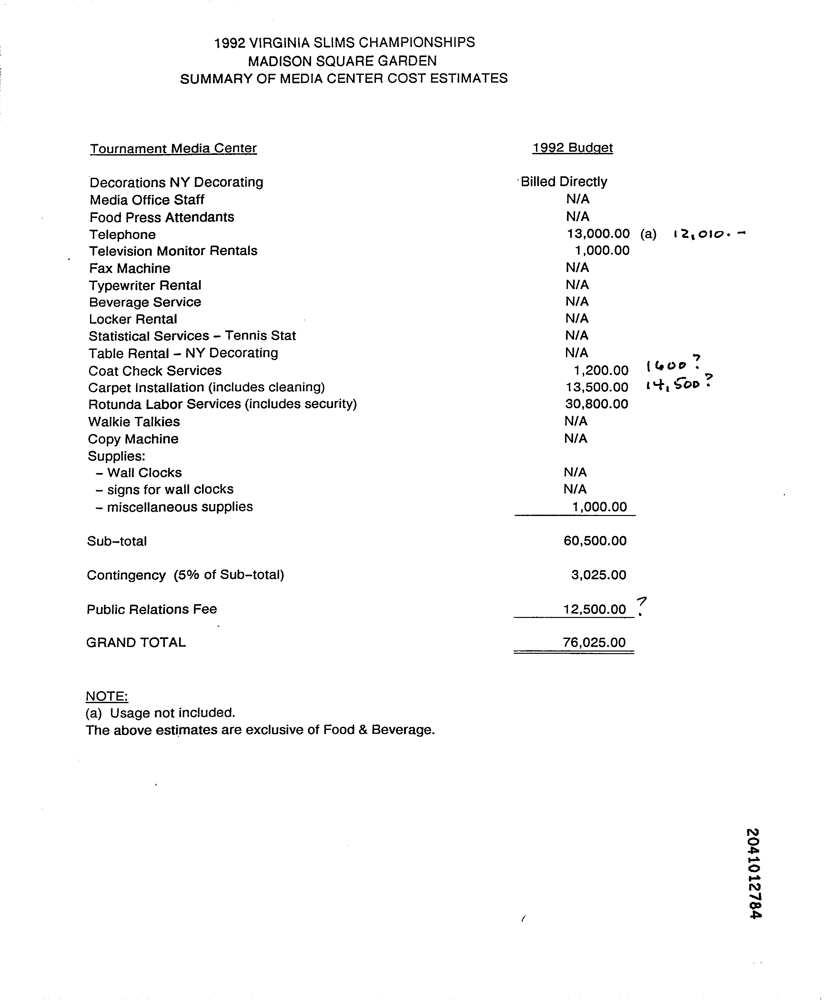 1992 VIRGINIA SLIMS CHAMPIONSHIPS
MADISON SQUARE GARDEN
SUMMARY OF MEDIA CENTER COST ESTIMATES
Tournament Media Center 1992 Budget
Decorations NY Decorating Billed Directly
Media Office Staff N/A
Food Press Attendants N/A
Telephone 13,000.00 (a) 12,010.-
Television Monitor Rentals 1,000.00
Fax Machine N/A
Typewriter Rental N/A
Beverage Service N/A
Locker Rental N/A
Statistical Services - Tennis Stat N/A
Table Rental - NY Decorating N/A
Coat Check Services 1,200.00 1600?
Carpet Installation (includes cleaning) 13,500.00 14,500?
Rotunda Labor Services (includes security) 30,800.00
Walkie Talkies N/A
Copy Machine N/A
Supplies:
- Wall Clocks N/A
- signs for wall clocks N/A
- miscellaneous supplies 1,000.00
Sub-total 60,500.00
Contingency (5% of Sub-total) 3,025.00
Public Relations Fee 12,500.00 ?
GRAND TOTAL 76,025.00
NOTE:
(a) Usage not included.
The above estimates are exclusive of Food & Beverage.
2041012784